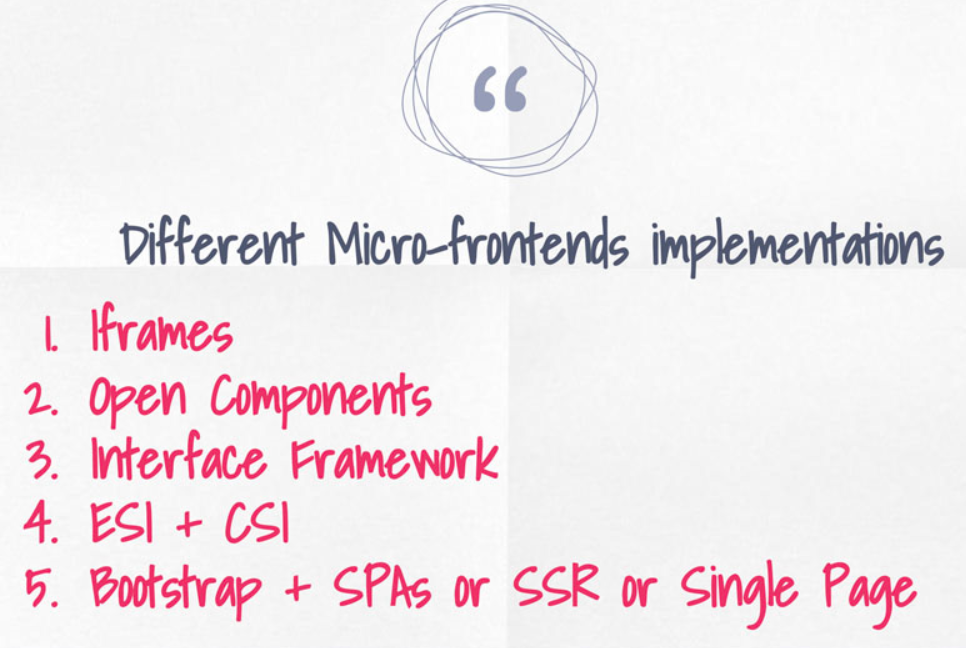 “
Different Micro-frontends implementations
1. Iframes
2. Open Components
3. Interface Framework
4. ESI + CSI
5. Bootstrap + SPAs or SSR or Single Page